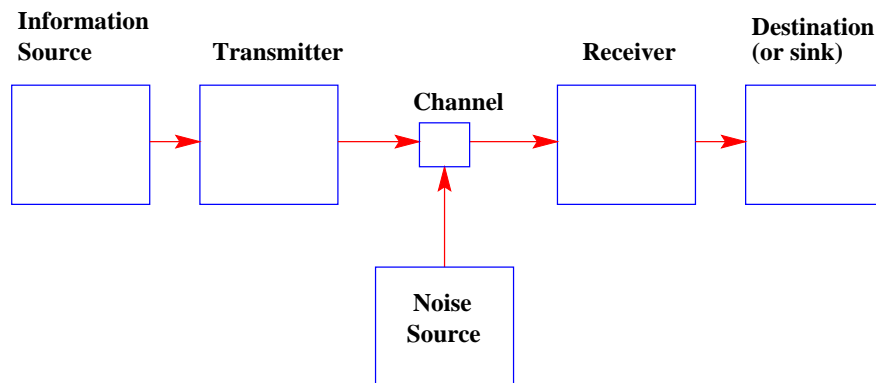 Information
Source
Transmitter
Channel
Receiver
Destination
(or sink)
Noise
Source